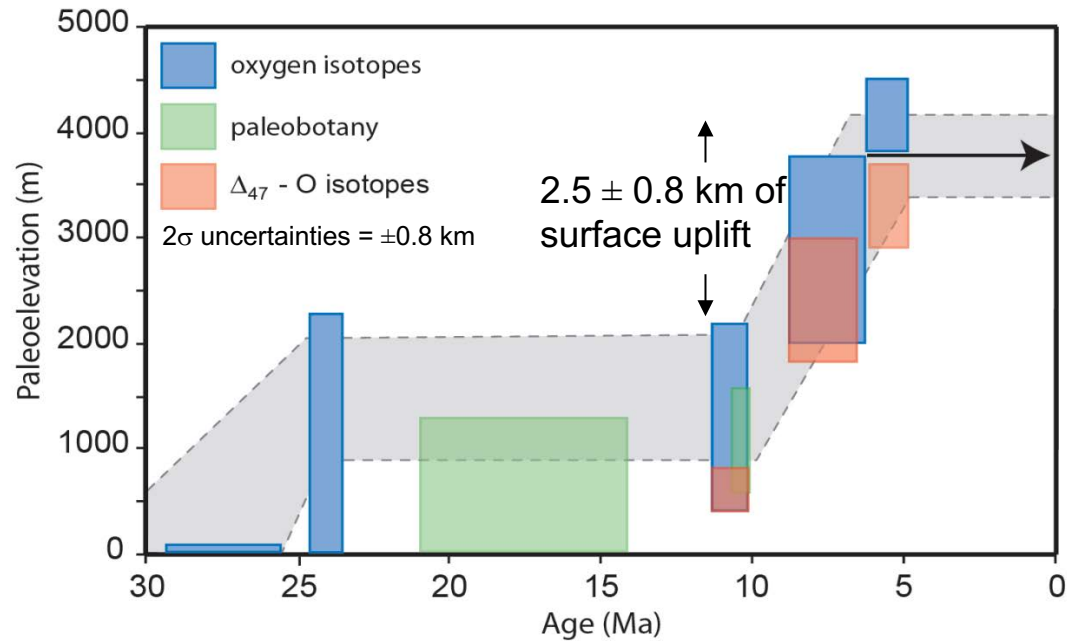 5000
4000
3000
2000
1000
0
Paleoelevation (m)
oxygen isotopes
paleobotany
Δ47 - O isotopes
2σ uncertainties = ±0.8 km
2.5 ± 0.8 km of
surface uplift
30 25 20 15 10 5 0
Age (Ma)